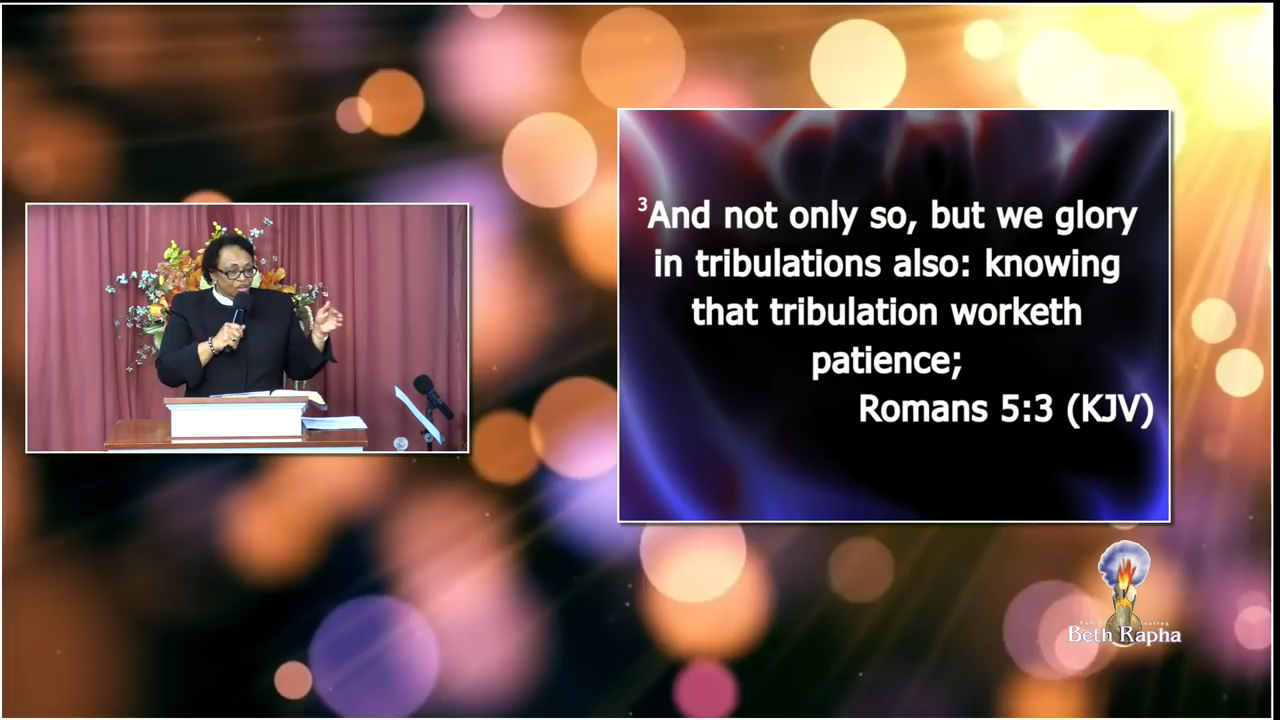 ³And not only so, but we glory
in tribulations also: knowing
that tribulation worketh
patience;
Romans 5:3 (KJV)
Beth Rapha